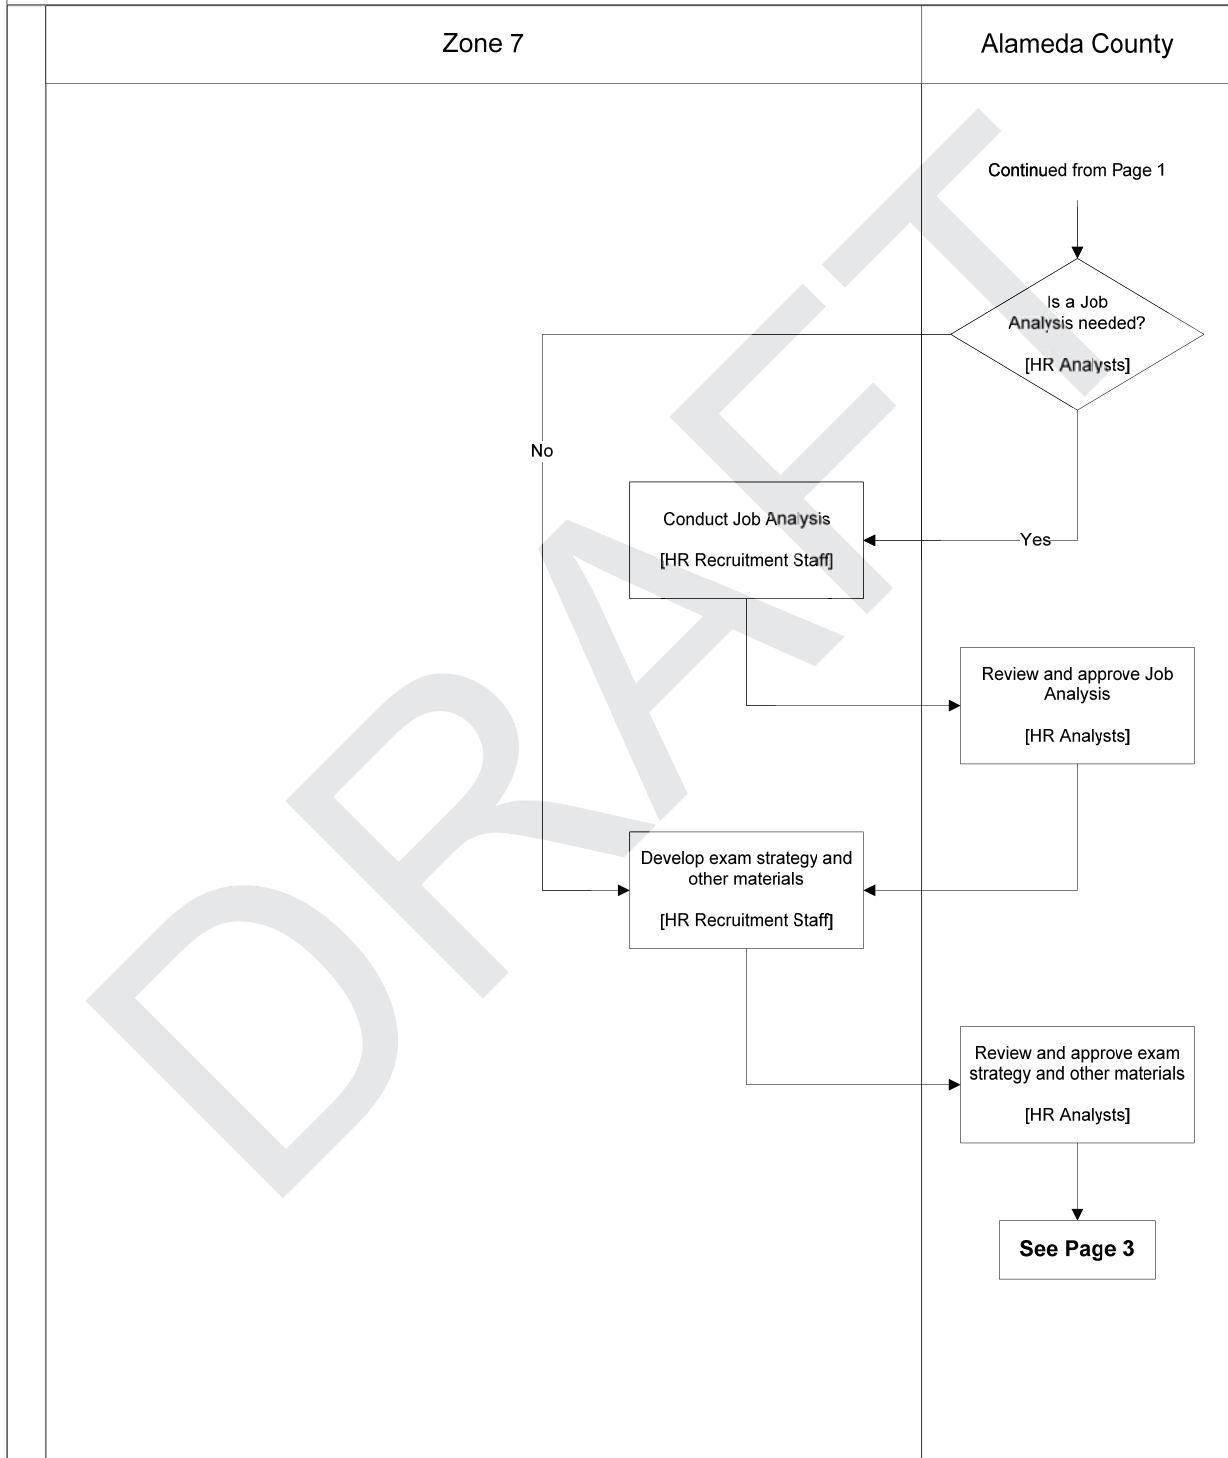 Zone 7
Alameda County
Continued from Page 1
Is a Job
Analysis needed?
[HR Analysts]
No
Conduct Job Analysis
[HR Recruitment Staff]
Yes
Review and approve Job
Analysis
[HR Analysts]
Develop exam strategy and
other materials
[HR Recruitment Staff]
Review and approve exam
strategy and other materials
[HR Analysts]
See Page 3
DRAFT